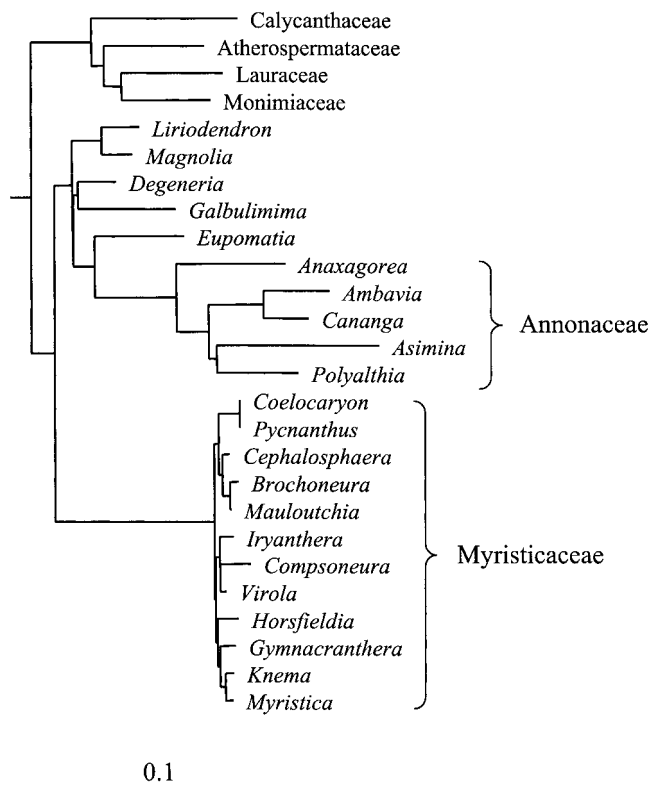 Calycanthaceae
Atherospermataceae
Lauraceae
Monimiaceae
Liriodendron
Magnolia
Degeneria
Galbulimima
Eupomatia
Anaxagorea
Ambavia
Cananga
Asimina
Polyalthia
Annonaceae
Coelocaryon
Pycnanthus
Cephalosphaera
Brochoneura
Mauloutchia
Iryanthera
Compsoneura
Virola
Horsfieldia
Gymnacranthera
Knema
Myristica
Myristicaceae
0.1